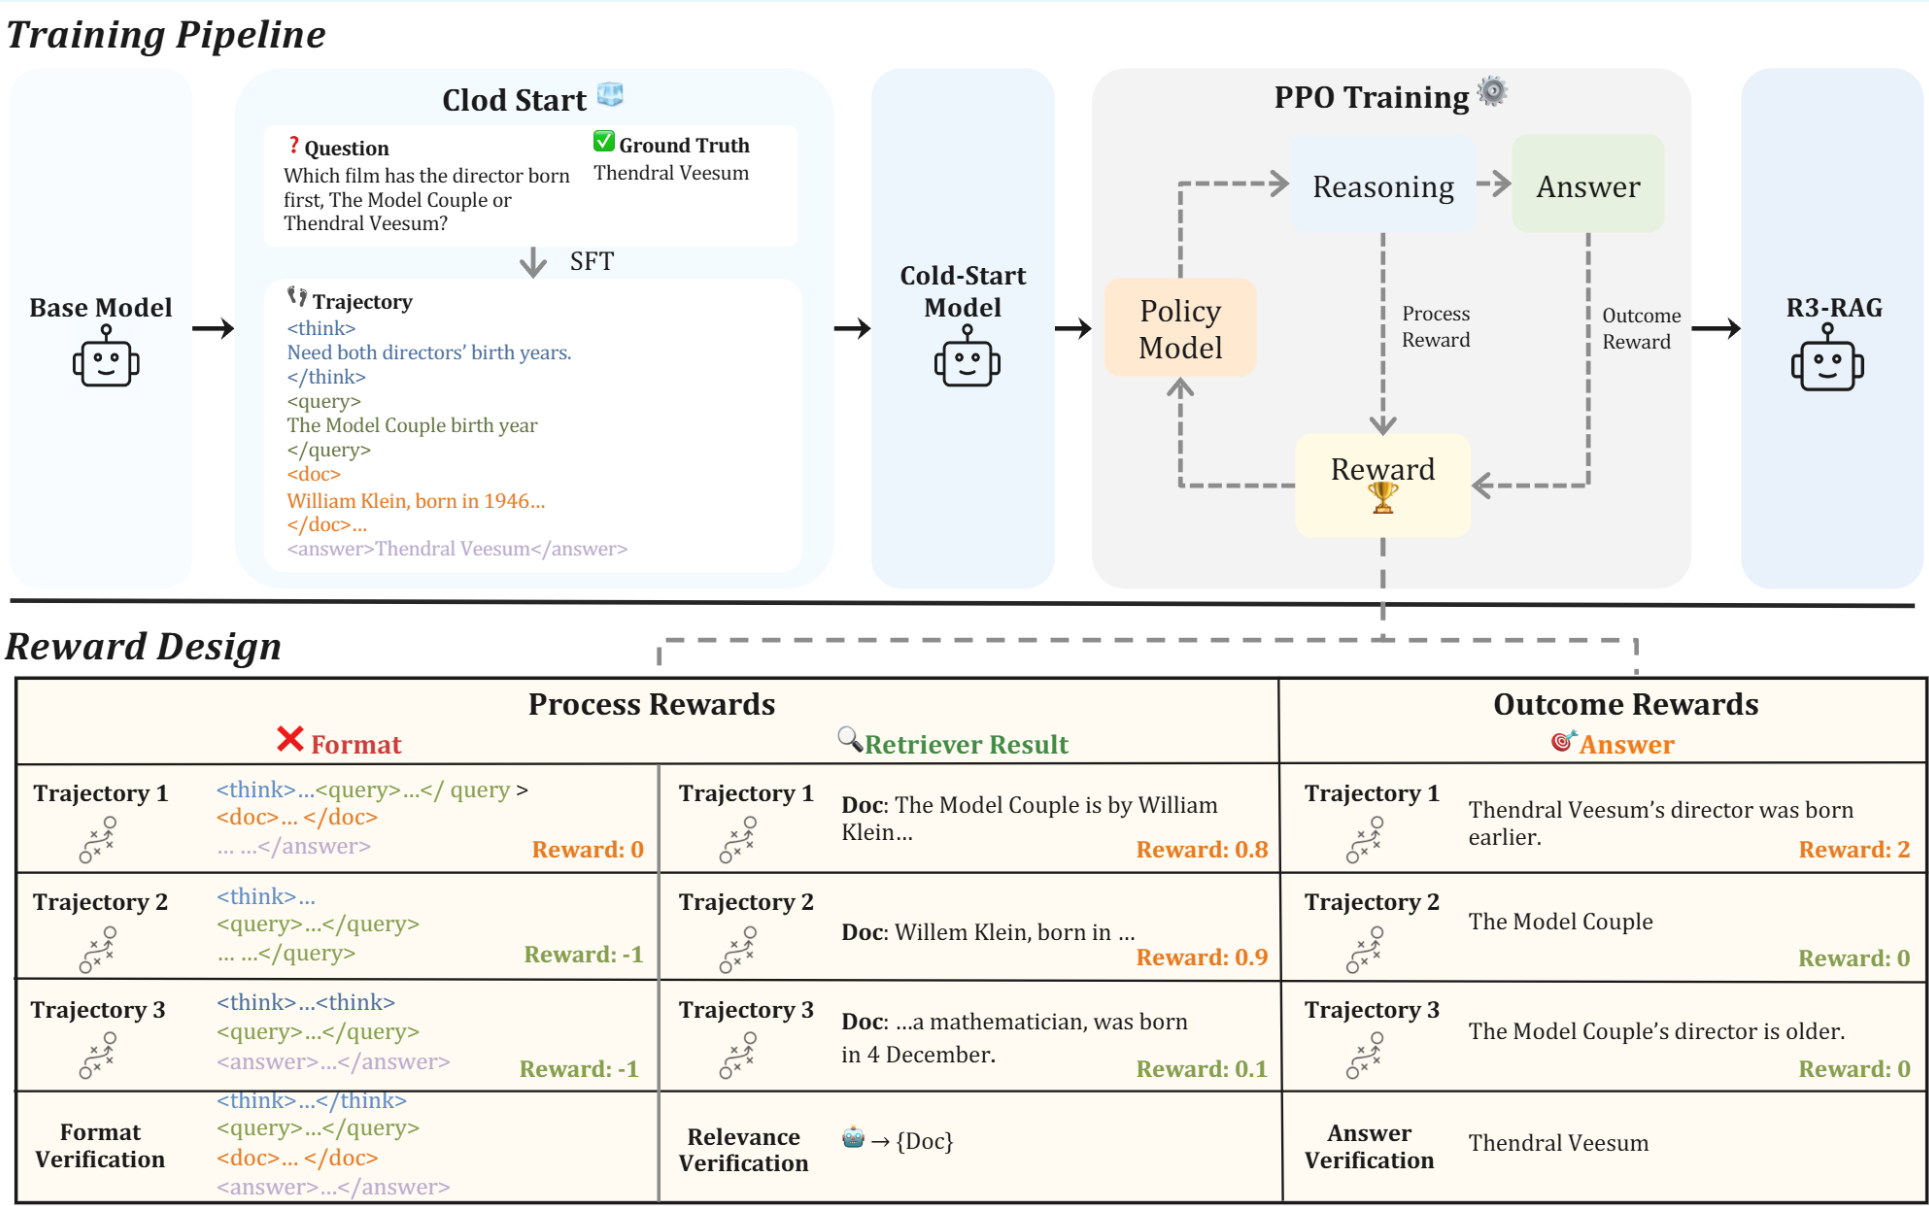 Training Pipeline
Base Model
Clod Start
❓Question
Which film has the director born
first, The Model Couple or
Thendral Veesum?
✅ Ground Truth
Thendral Veesum
SFT
Trajectory
<think>
Need both directors' birth years.
</think>
<query>
The Model Couple birth year
</query>
<doc>
William Klein, born in 1946...
</doc>...
<answer>Thendral Veesum</answer>
Cold-Start
Model
PPO Training
Reasoning
Answer
Policy
Model
Process
Reward
Outcome
Reward
Reward
R3-RAG
Reward Design
Process Rewards
Outcome Rewards
❌ Format
Retriever Result
Answer
Trajectory 1
<think>...<query>...</ query >
<doc>... </doc>
... ...</answer>
Reward: 0
Trajectory 1
Doc: The Model Couple is by William
Klein...
Reward: 0.8
Trajectory 1
Thendral Veesum's director was born
earlier.
Reward: 2
Trajectory 2
<think>...
<query>...</query>
... ...</query>
Reward: -1
Trajectory 2
Doc: Willem Klein, born in ...
Reward: 0.9
Trajectory 2
The Model Couple
Reward: 0
Trajectory 3
<think>...<think>
<query>...</query>
<answer>...</answer>
Reward: -1
Trajectory 3
Doc: ...a mathematician, was born
in 4 December.
Reward: 0.1
Trajectory 3
The Model Couple's director is older.
Reward: 0
Format
Verification
<think>...</think>
<query>...</query>
<doc>... </doc>
<answer>...</answer>
Relevance
Verification
→ {Doc}
Answer
Verification
Thendral Veesum